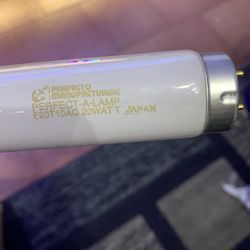 PERFECTO
MANUFACTURING
PERFECT-A-LAMP
F20T10AQ 20WATT JAPAN